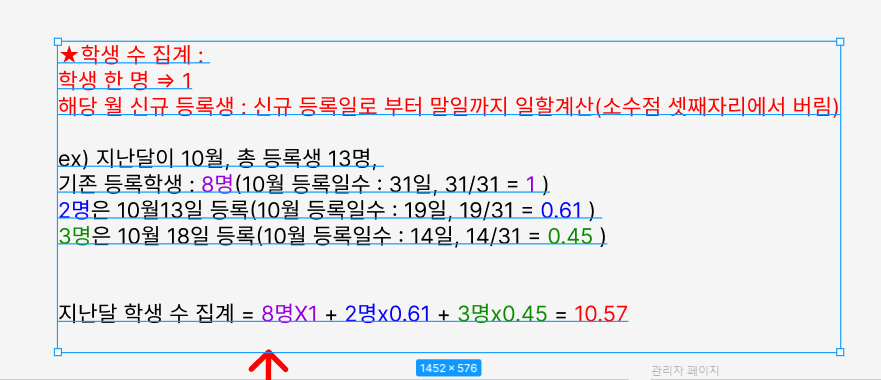 ★학생 수 집계 :
학생 한 명 ⇒ 1
해당 월 신규 등록생 : 신규 등록일로 부터 말일까지 일할계산(소수점 셋째자리에서 버림)
ex) 지난달이 10월, 총 등록생 13명,
기존 등록학생 : 8명(10월 등록일수 : 31일, 31/31 = 1 )
2명은 10월13일 등록(10월 등록일수 : 19일, 19/31 = 0.61 )
3명은 10월 18일 등록(10월 등록일수 : 14일, 14/31 = 0.45 )
지난달 학생 수 집계 = 8명X1 + 2명x0.61 + 3명x0.45 = 10.57
1452 × 576
관리자 페이지